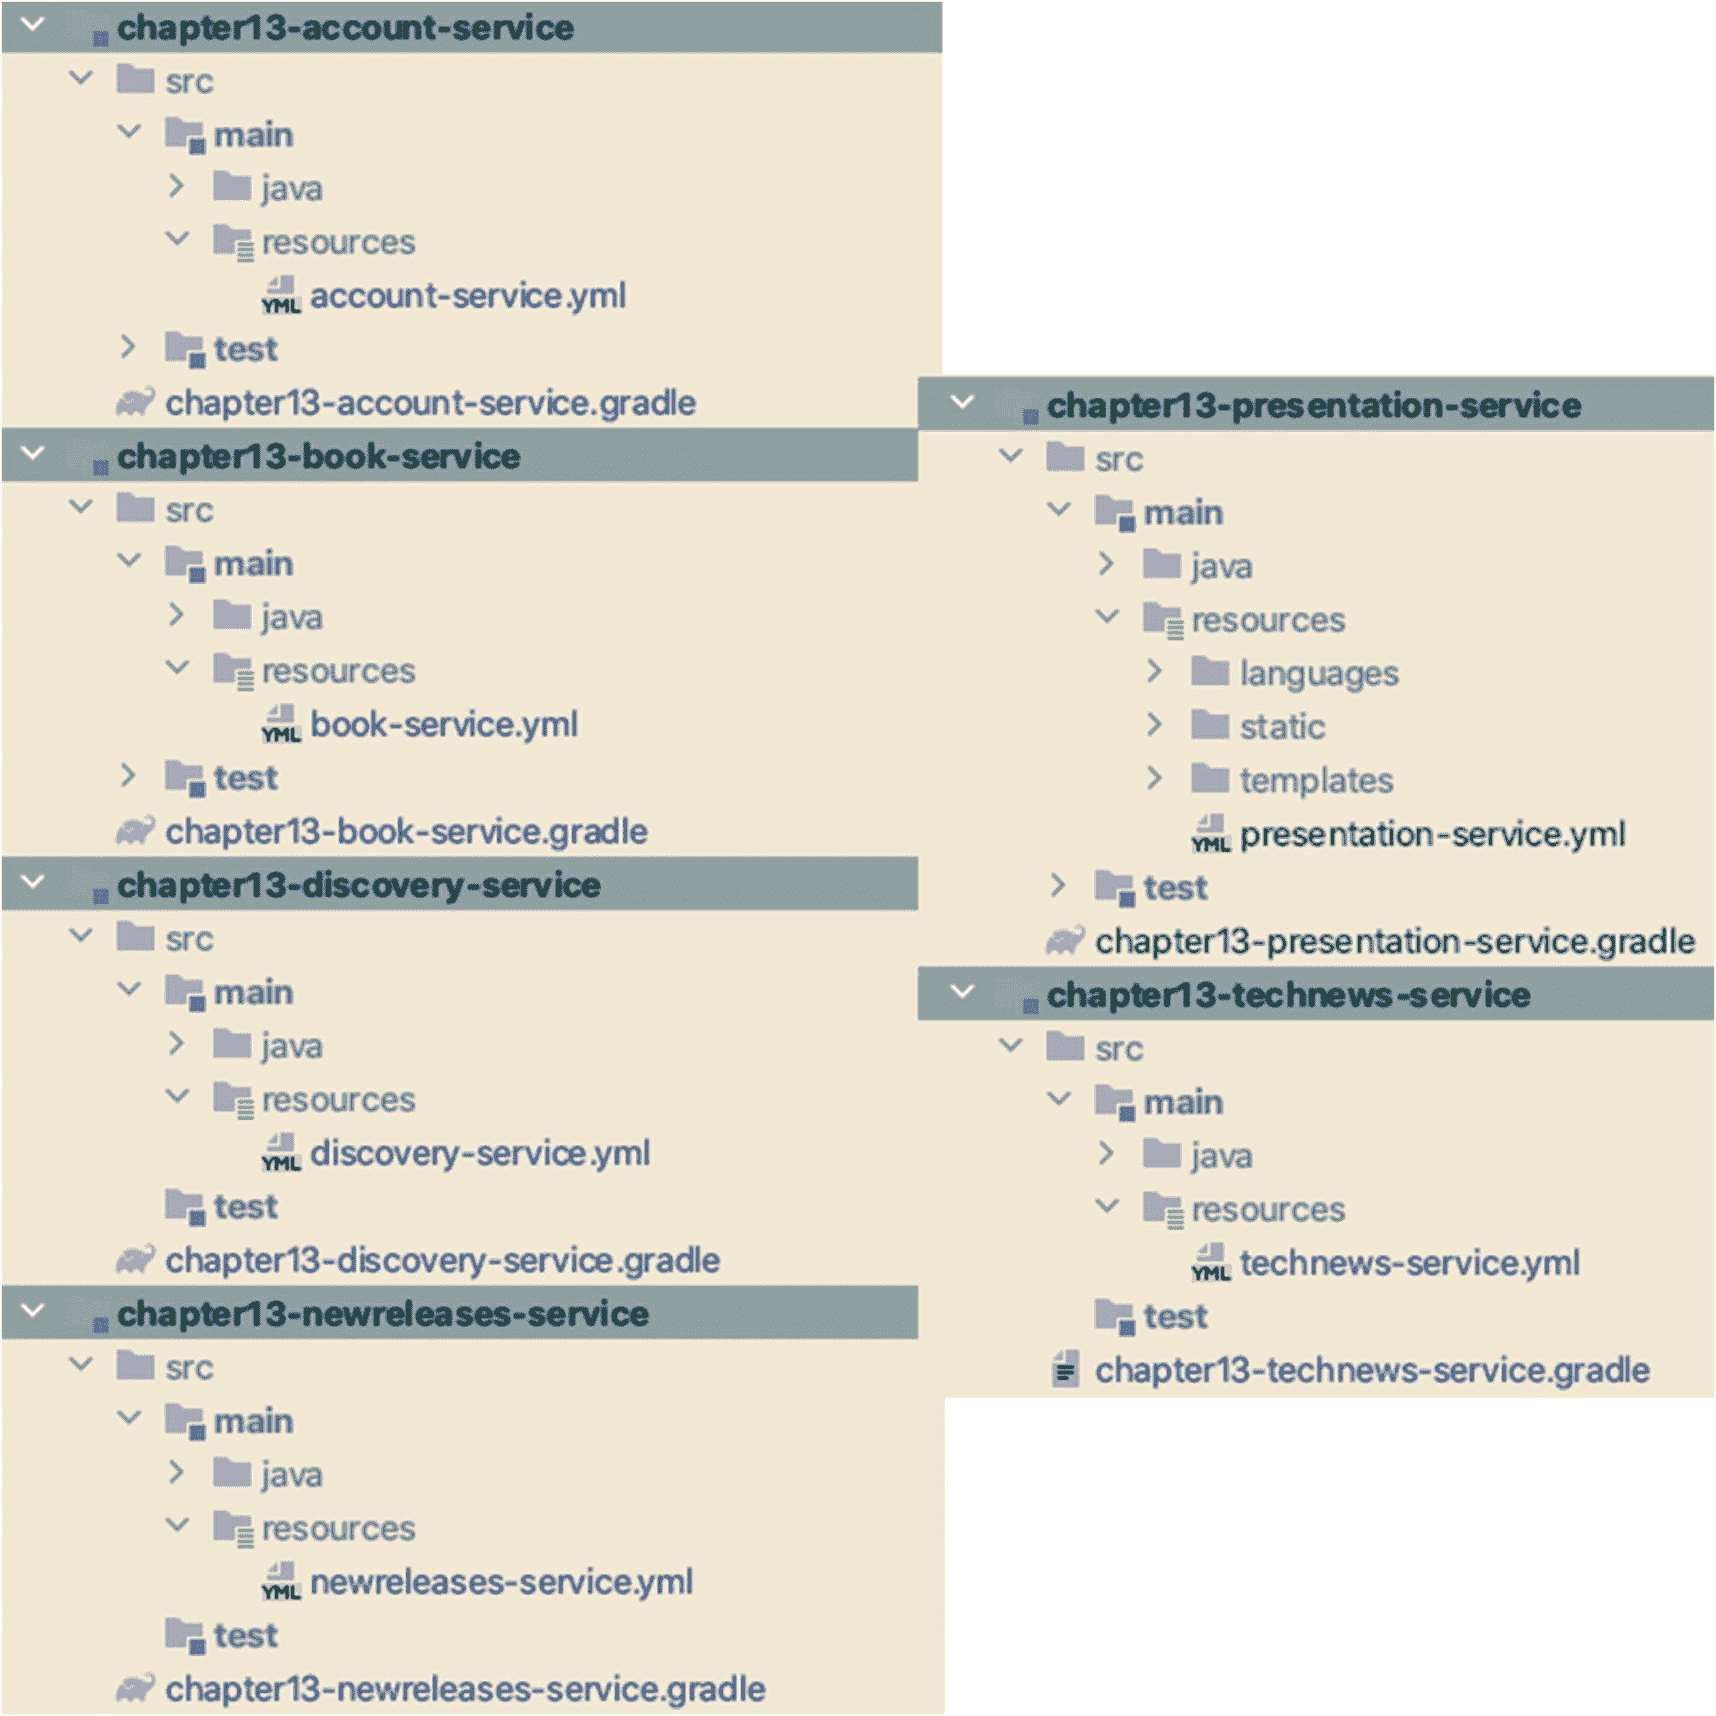 chapter13-account-service
src
main
java
resources
YML account-service.yml
test
chapter13-account-service.gradle
chapter13-book-service
src
main
java
resources
YML book-service.yml
test
chapter13-book-service.gradle
chapter13-discovery-service
src
main
java
resources
YML discovery-service.yml
test
chapter13-discovery-service.gradle
chapter13-newreleases-service
src
main
java
resources
YML newreleases-service.yml
test
chapter13-newreleases-service.gradle
chapter13-presentation-service
src
main
java
resources
languages
static
templates
YML presentation-service.yml
test
chapter13-presentation-service.gradle
chapter13-technews-service
src
main
java
resources
YML technews-service.yml
test
chapter13-technews-service.gradle